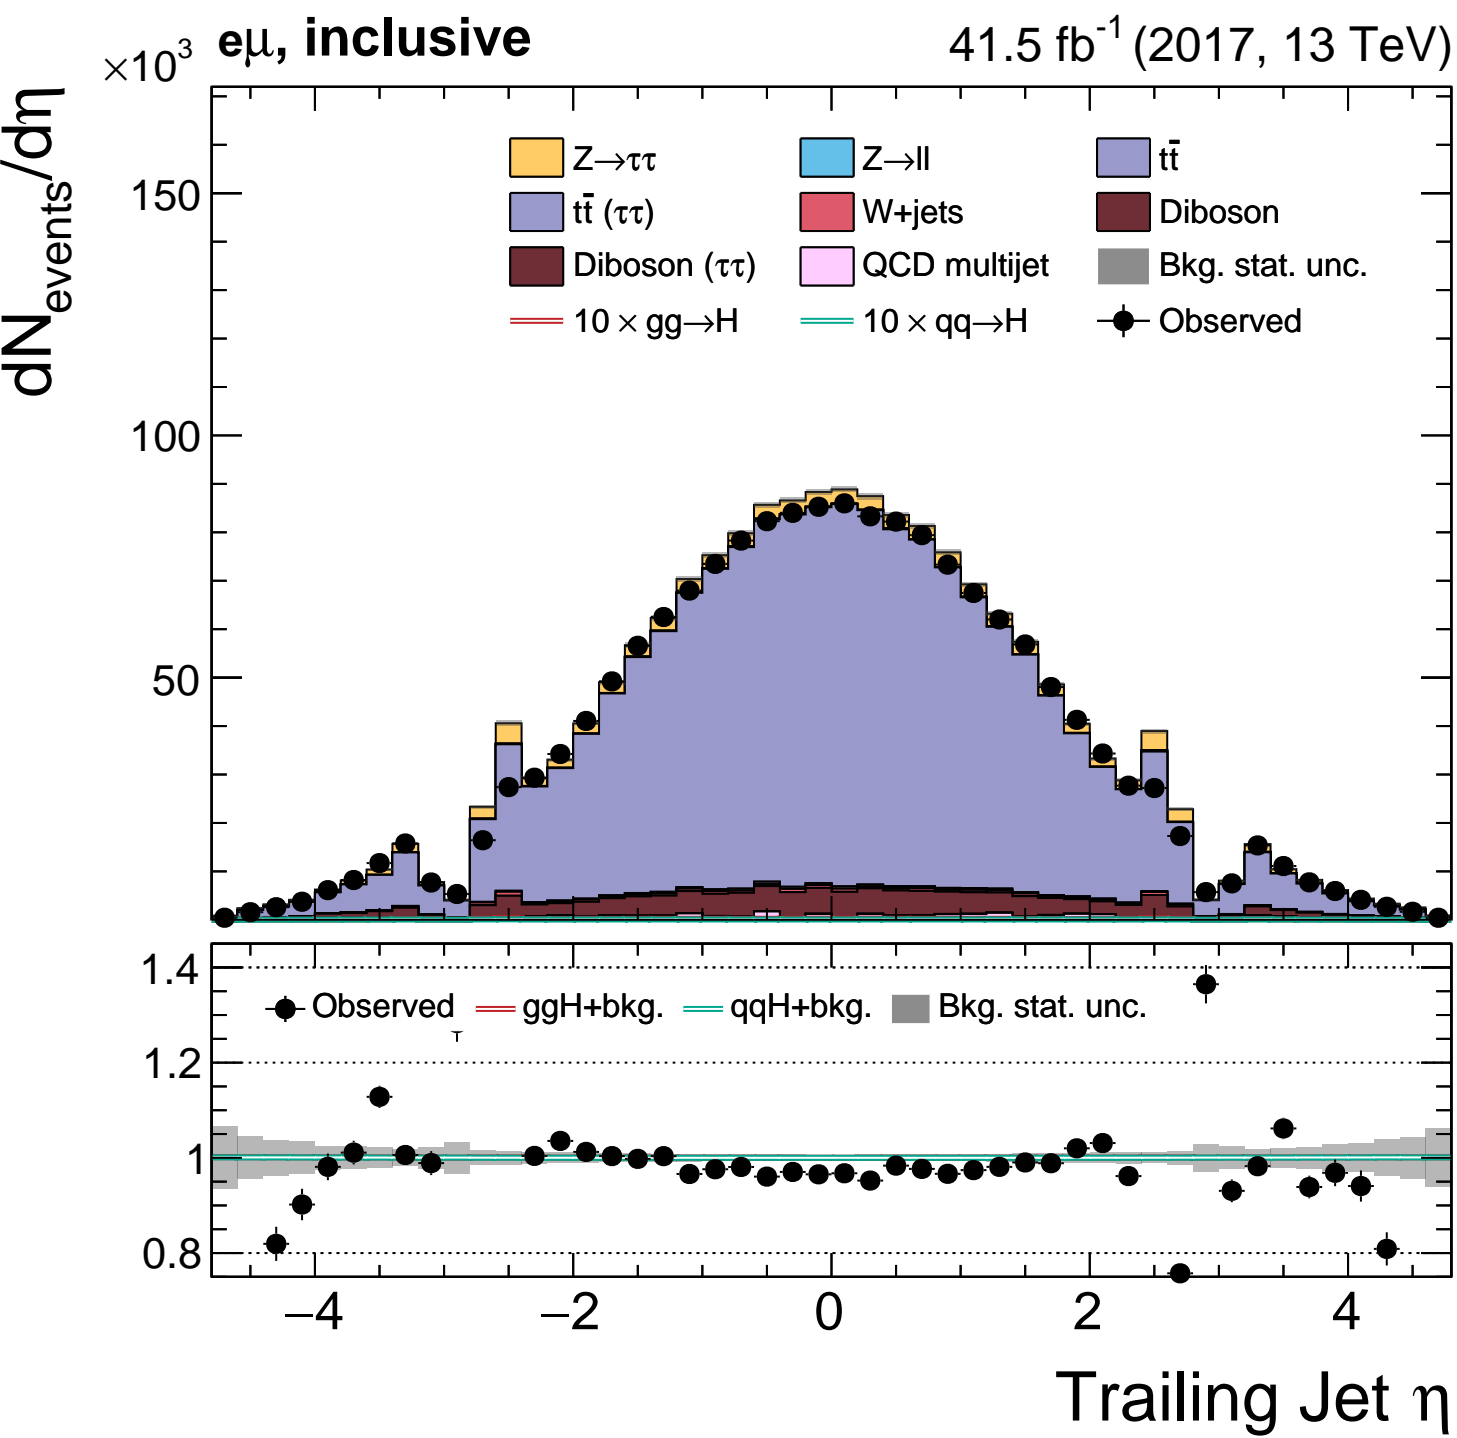 ×10³ eμ, inclusive 41.5 fb⁻¹ (2017, 13 TeV)
dN_events/dη
Z→ττ Z→ll tt̄
tt̄ (ττ) W+jets Diboson
Diboson (ττ) QCD multijet Bkg. stat. unc.
10 × gg→H 10 × qq→H Observed
150
100
50
Observed ggH+bkg. qqH+bkg. Bkg. stat. unc.
1.4
1.2
1
0.8
−4 −2 0 2 4
Trailing Jet η